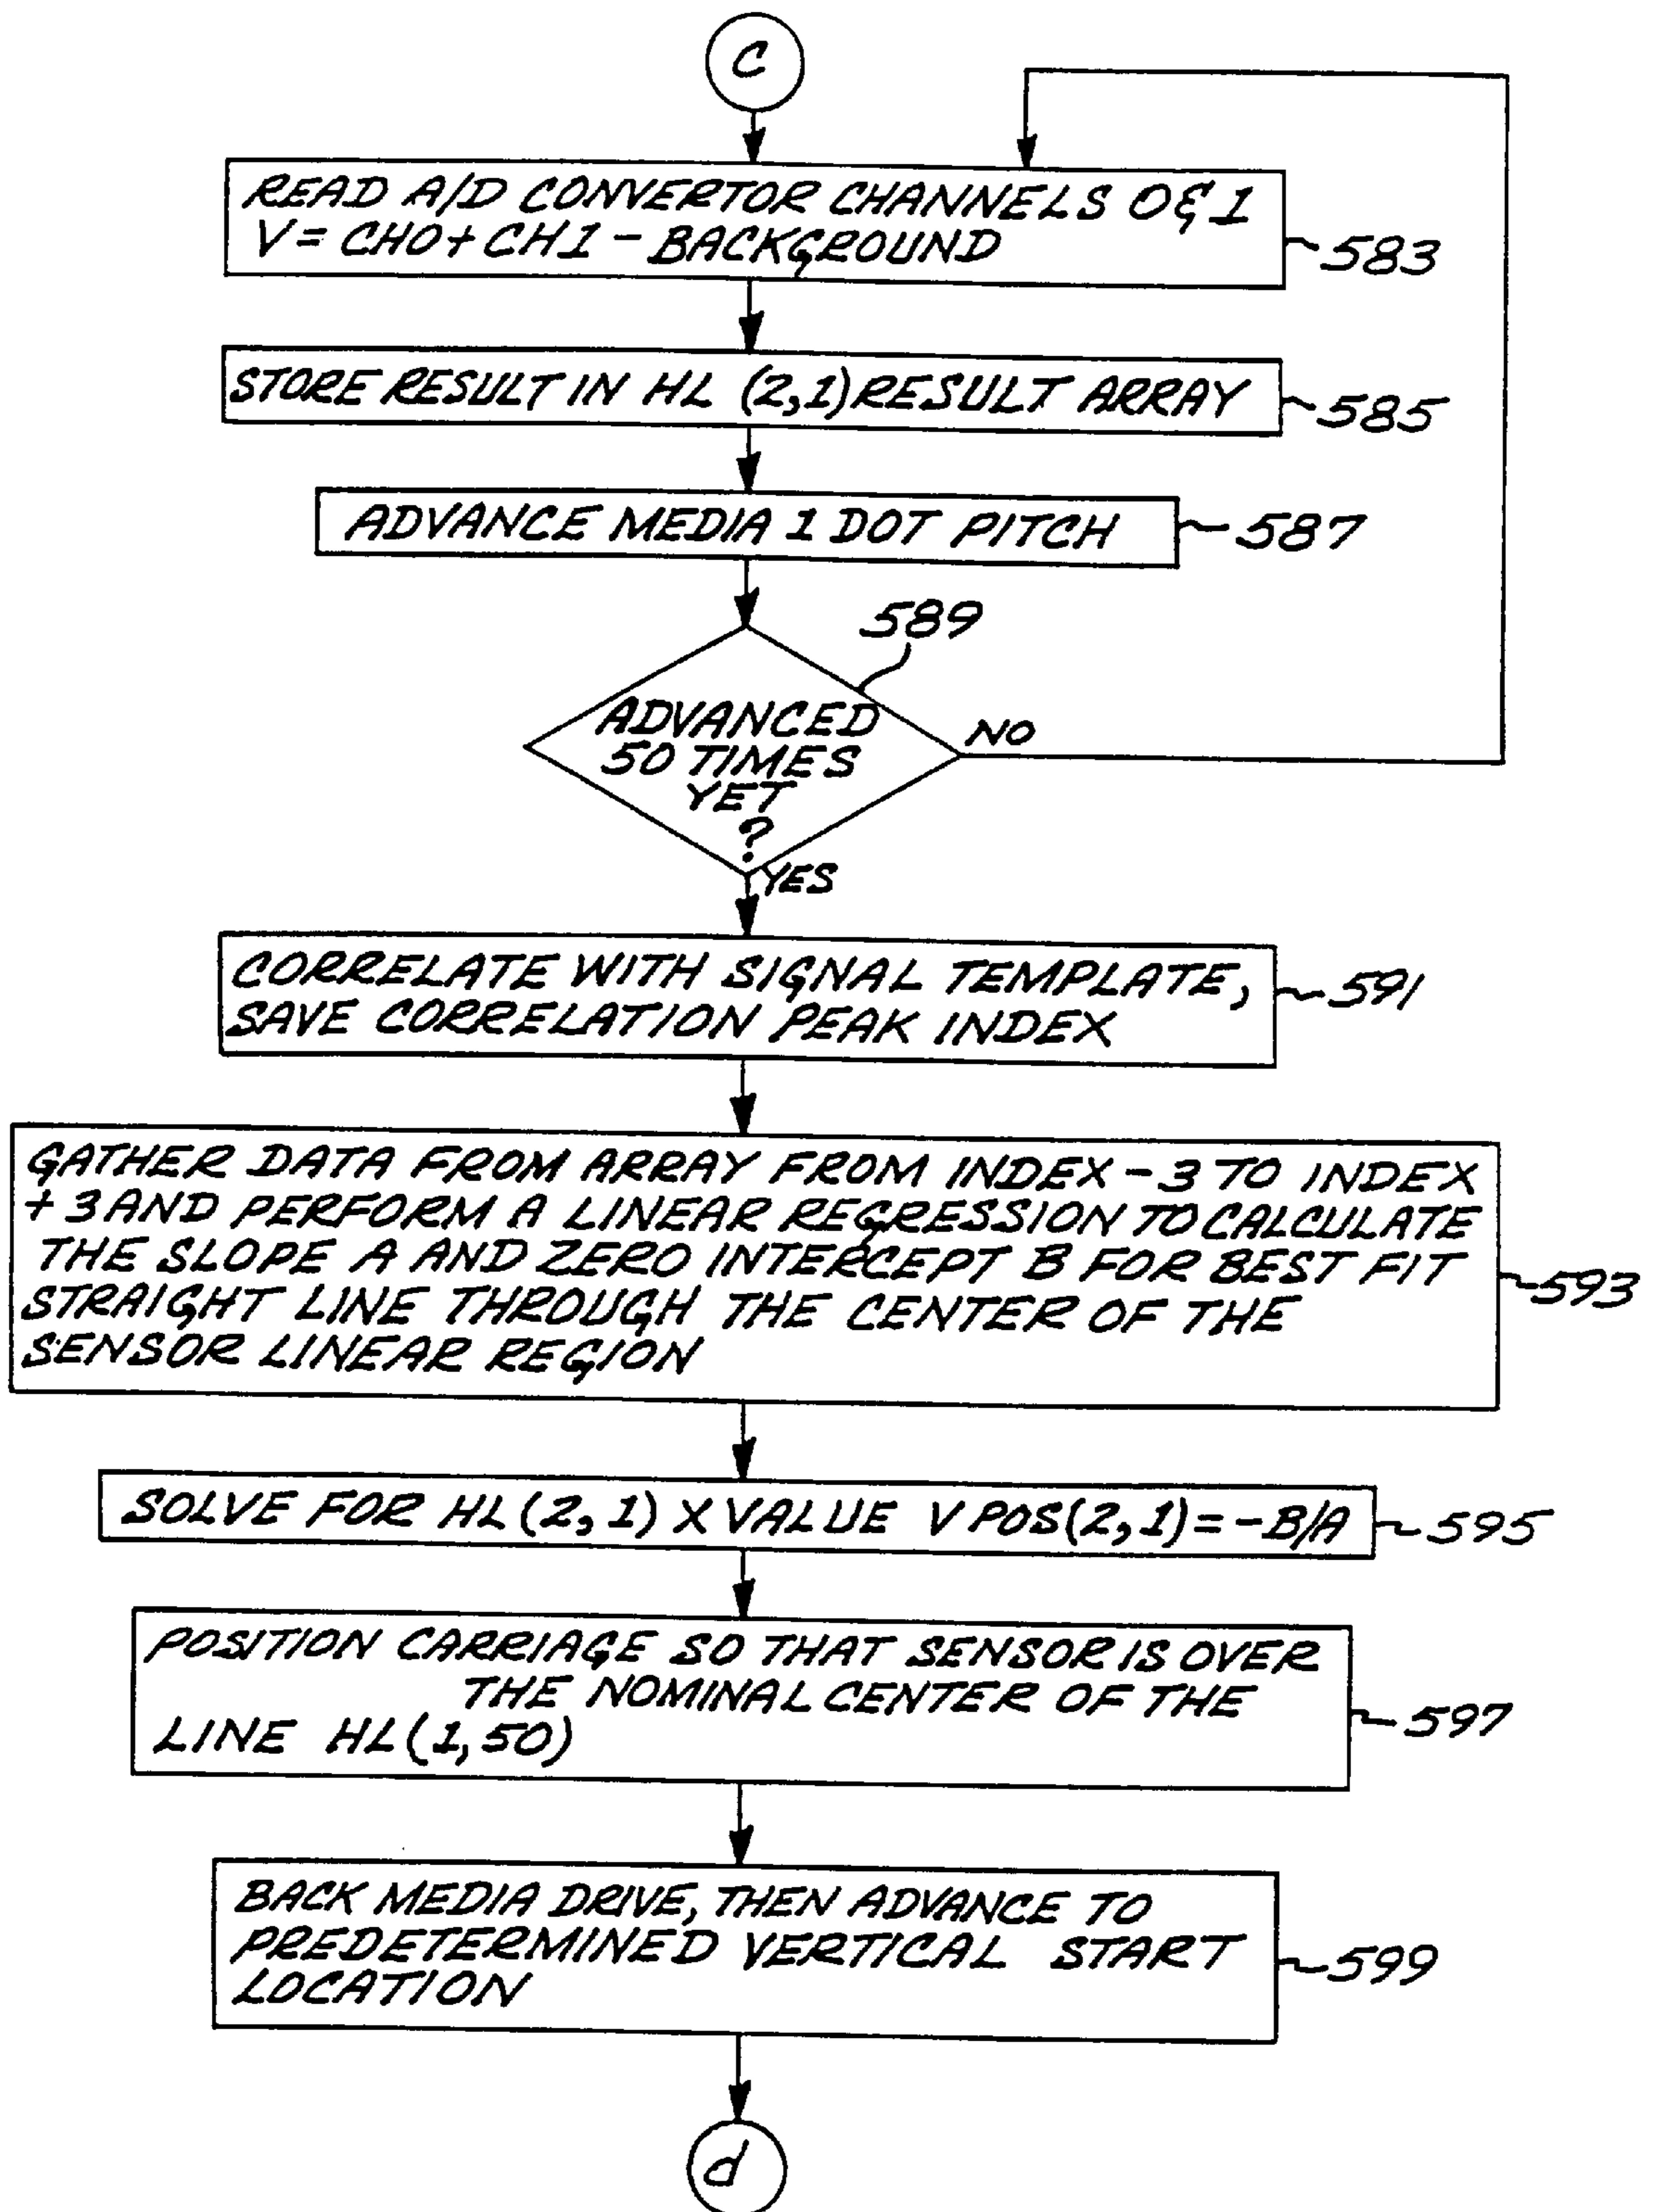 C
READ A/D CONVERTOR CHANNELS 0 & 1
V = CH0 + CH1 - BACKGROUND
583
STORE RESULT IN HL (2,1) RESULT ARRAY
585
ADVANCE MEDIA 1 DOT PITCH
587
589
ADVANCED
50 TIMES
YET
?
NO
YES
CORRELATE WITH SIGNAL TEMPLATE,
SAVE CORRELATION PEAK INDEX
591
GATHER DATA FROM ARRAY FROM INDEX - 3 TO INDEX
+ 3 AND PERFORM A LINEAR REGRESSION TO CALCULATE
THE SLOPE A AND ZERO INTERCEPT B FOR BEST FIT
STRAIGHT LINE THROUGH THE CENTER OF THE
SENSOR LINEAR REGION
593
SOLVE FOR HL(2,1) X VALUE V POS(2,1) = -B/A
595
POSITION CARRIAGE SO THAT SENSOR IS OVER
THE NOMINAL CENTER OF THE
LINE HL(1,50)
597
BACK MEDIA DRIVE, THEN ADVANCE TO
PREDETERMINED VERTICAL START
LOCATION
599
d